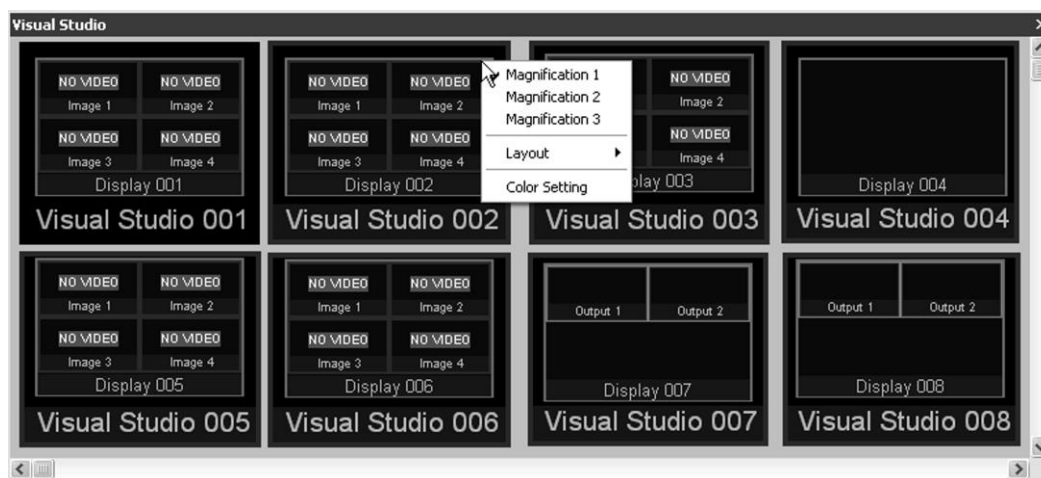 Visual Studio
NO VIDEO NO VIDEO
Image 1 Image 2
NO VIDEO NO VIDEO
Image 3 Image 4
Display 001
Visual Studio 001
NO VIDEO NO VIDEO
Image 1 Image 2
NO VIDEO NO VIDEO
Image 3 Image 4
Display 002
Visual Studio 002
Magnification 1
Magnification 2
Magnification 3
Layout
Color Setting
NO VIDEO
Image 2
NO VIDEO
Image 4
play 003
Visual Studio 003
Display 004
Visual Studio 004
NO VIDEO NO VIDEO
Image 1 Image 2
NO VIDEO NO VIDEO
Image 3 Image 4
Display 005
Visual Studio 005
NO VIDEO NO VIDEO
Image 1 Image 2
NO VIDEO NO VIDEO
Image 3 Image 4
Display 006
Visual Studio 006
Output 1 Output 2
Display 007
Visual Studio 007
Output 1 Output 2
Display 008
Visual Studio 008